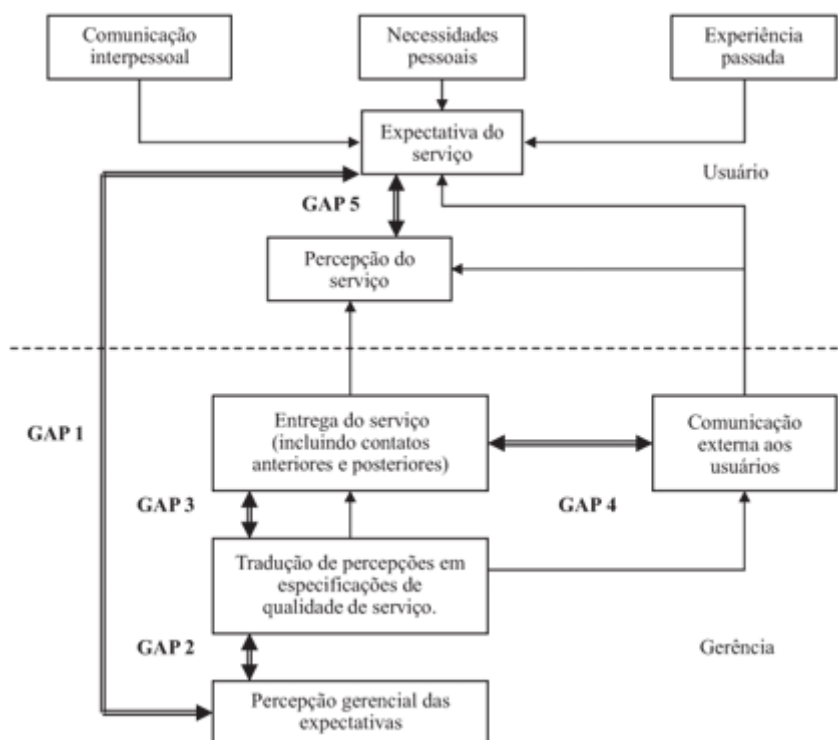 Comunicação
interpessoal
Necessidades
pessoais
Experiência
passada
Expectativa do
serviço
Usuário
GAP 5
Percepção do
serviço
GAP 1
Entrega do serviço
(incluindo contatos
anteriores e posteriores)
Comunicação
externa aos
usuários
GAP 3
GAP 4
Tradução de percepções em
especificações de
qualidade de serviço.
GAP 2
Gerência
Percepção gerencial das
expectativas